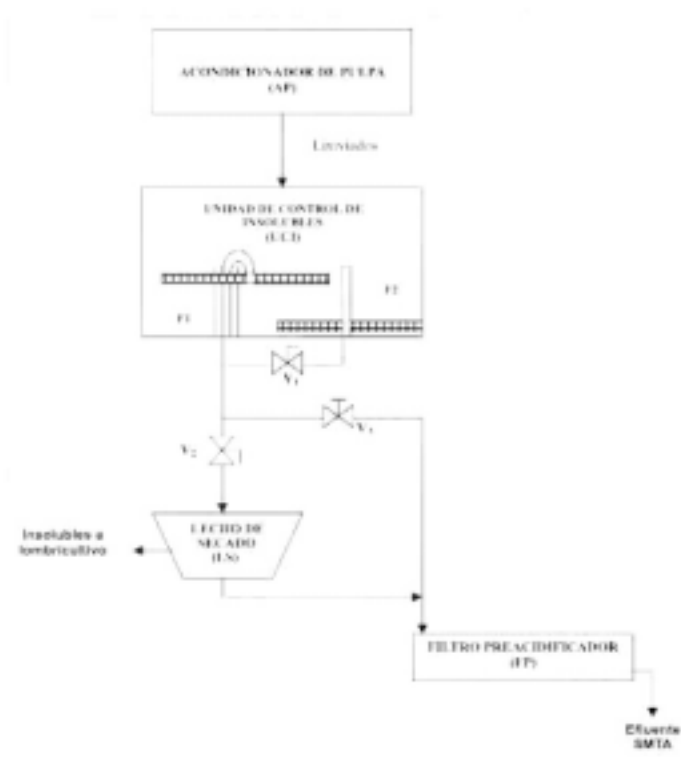 ACONDICIONADOR DE PULPA
(AP)
Lixiviados
UNIDAD DE CONTROL DE
INSOLUBLES
(UCI)
F2
F1
V1
V2
LECHO DE
SECADO
(LS)
Insolubles a
lombricultivo
FILTRO PREACIDIFICADOR
(FP)
Efluente
SMTA